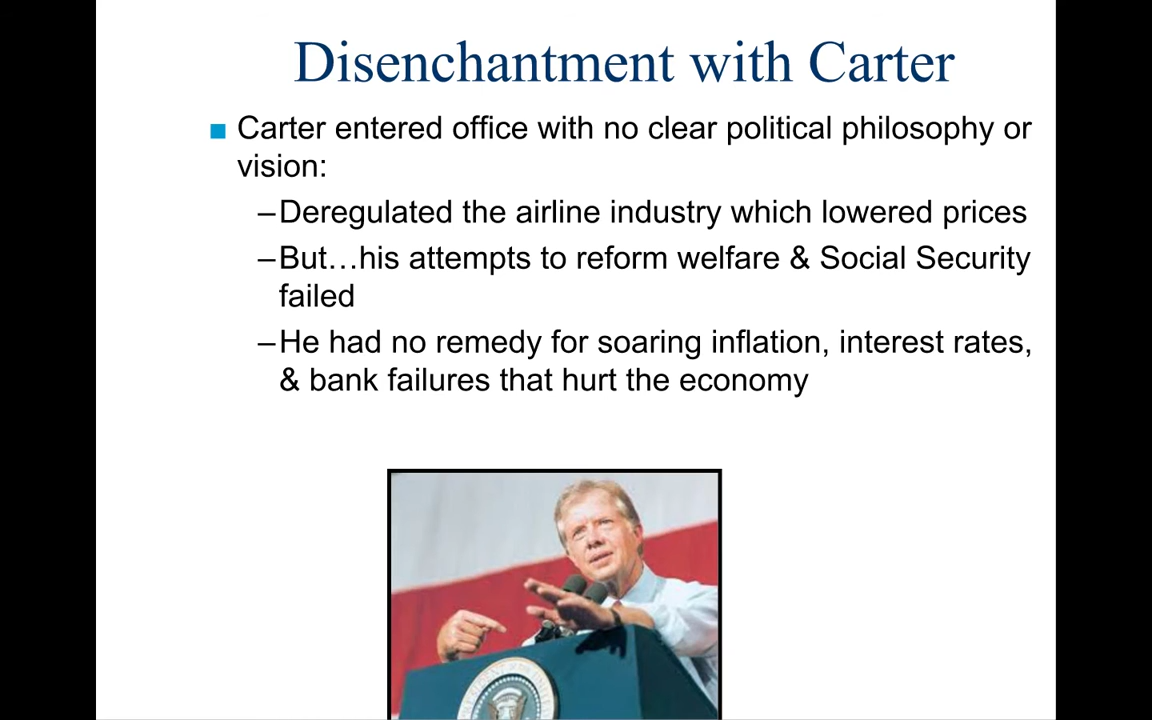 Disenchantment with Carter
■ Carter entered office with no clear political philosophy or
vision:
–Deregulated the airline industry which lowered prices
–But…his attempts to reform welfare & Social Security
failed
–He had no remedy for soaring inflation, interest rates,
& bank failures that hurt the economy